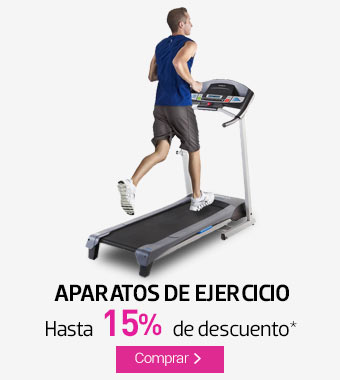 APARATOS DE EJERCICIO
Hasta 15% de descuento*
Comprar >